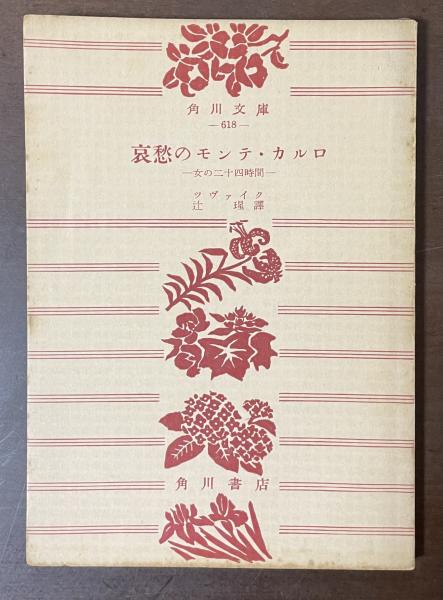 角川文庫
—618—
哀愁のモンテ・カルロ
—女の二十四時間—
ツヴァイク
辻 瑆譯
角川書店